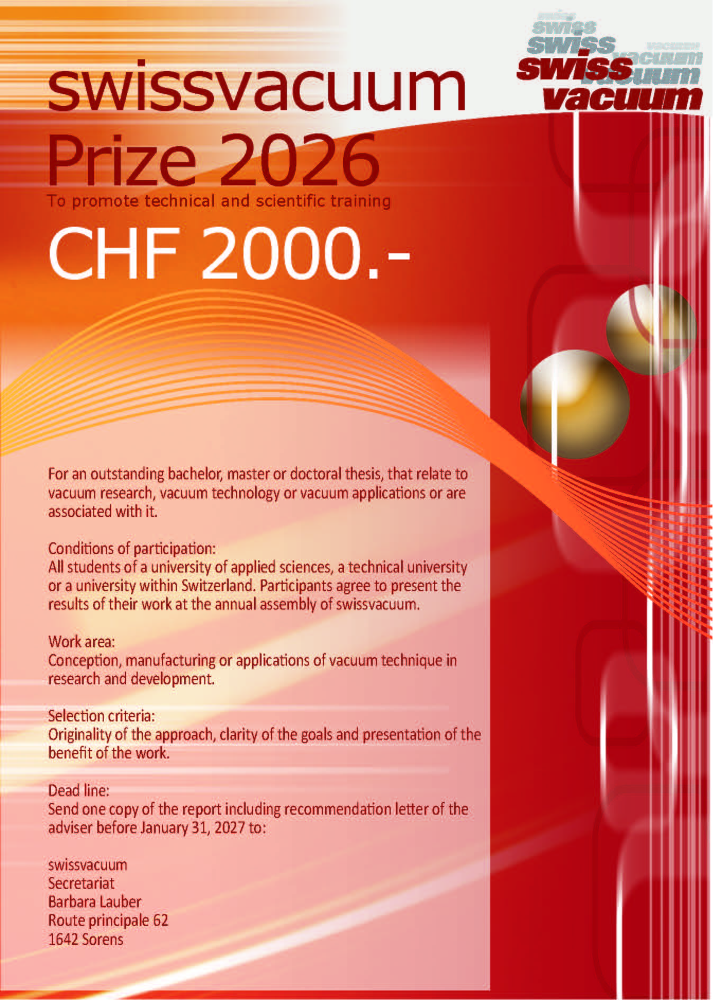 swiss
swiss
swiss
swiss
vacuum
vacuum
vacuum
vacuum
swissvacuum
Prize 2026
To promote technical and scientific training
CHF 2000.-
For an outstanding bachelor, master or doctoral thesis, that relate to
vacuum research, vacuum technology or vacuum applications or are
associated with it.
Conditions of participation:
All students of a university of applied sciences, a technical university
or a university within Switzerland. Participants agree to present the
results of their work at the annual assembly of swissvacuum.
Work area:
Conception, manufacturing or applications of vacuum technique in
research and development.
Selection criteria:
Originality of the approach, clarity of the goals and presentation of the
benefit of the work.
Dead line:
Send one copy of the report including recommendation letter of the
adviser before January 31, 2027 to:
swissvacuum
Secretariat
Barbara Lauber
Route principale 62
1642 Sorens